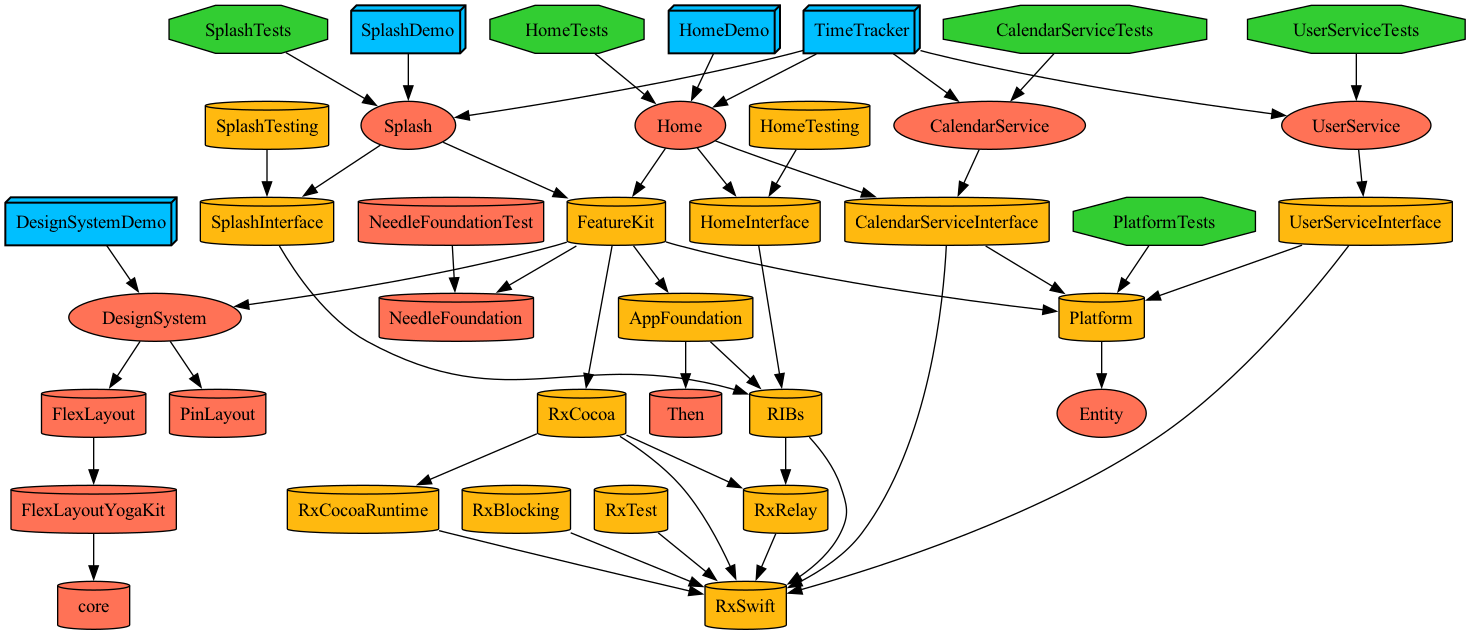 SplashTests
SplashDemo
HomeTests
HomeDemo
TimeTracker
CalendarServiceTests
UserServiceTests
SplashTesting
Splash
Home
HomeTesting
CalendarService
UserService
DesignSystemDemo
SplashInterface
NeedleFoundationTest
FeatureKit
HomeInterface
CalendarServiceInterface
PlatformTests
UserServiceInterface
DesignSystem
NeedleFoundation
AppFoundation
Platform
FlexLayout
PinLayout
RxCocoa
Then
RIBs
Entity
FlexLayoutYogaKit
RxCocoaRuntime
RxBlocking
RxTest
RxRelay
core
RxSwift